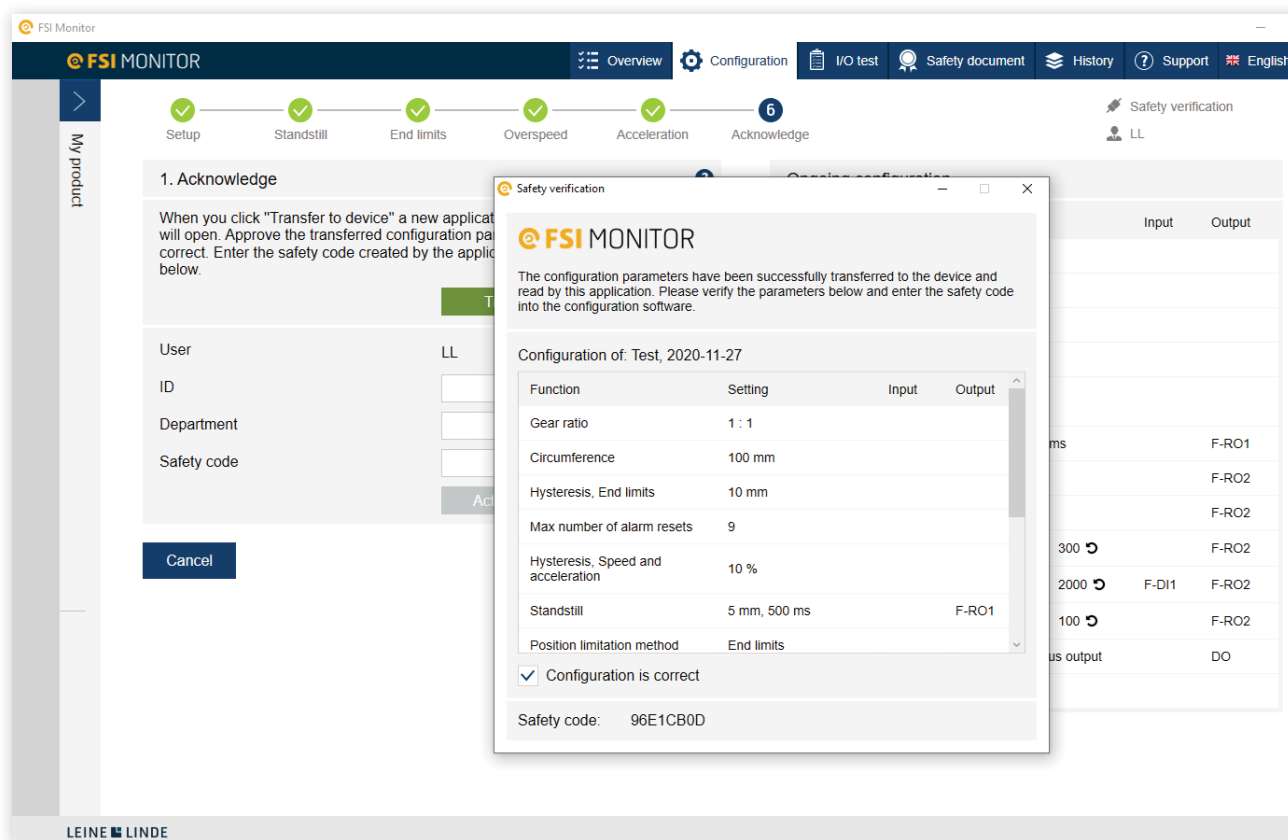 FSI Monitor
FSI MONITOR
Overview
Configuration
I/O test
Safety document
History
Support
English
My product
Setup
Standstill
End limits
Overspeed
Acceleration
6
Acknowledge
Safety verification
LL
1. Acknowledge
Ongoing configuration
When you click "Transfer to device" a new
will open. Approve the transferred configuration
correct. Enter the safety code created by the
below.
User LL
ID
Department
Safety code
Cancel
Input Output
ms F-RO1
F-RO2
F-RO2
300 F-RO2
2000 F-DI1 F-RO2
100 F-RO2
output DO
Safety verification
FSI MONITOR
The configuration parameters have been successfully transferred to the device and
read by this application. Please verify the parameters below and enter the safety code
into the configuration software.
Configuration of: Test, 2020-11-27
Function Setting Input Output
Gear ratio 1 : 1
Circumference 100 mm
Hysteresis, End limits 10 mm
Max number of alarm resets 9
Hysteresis, Speed and
acceleration 10 %
Standstill 5 mm, 500 ms F-RO1
Position limitation method End limits
Configuration is correct
Safety code: 96E1CB0D
LEINE LINDE